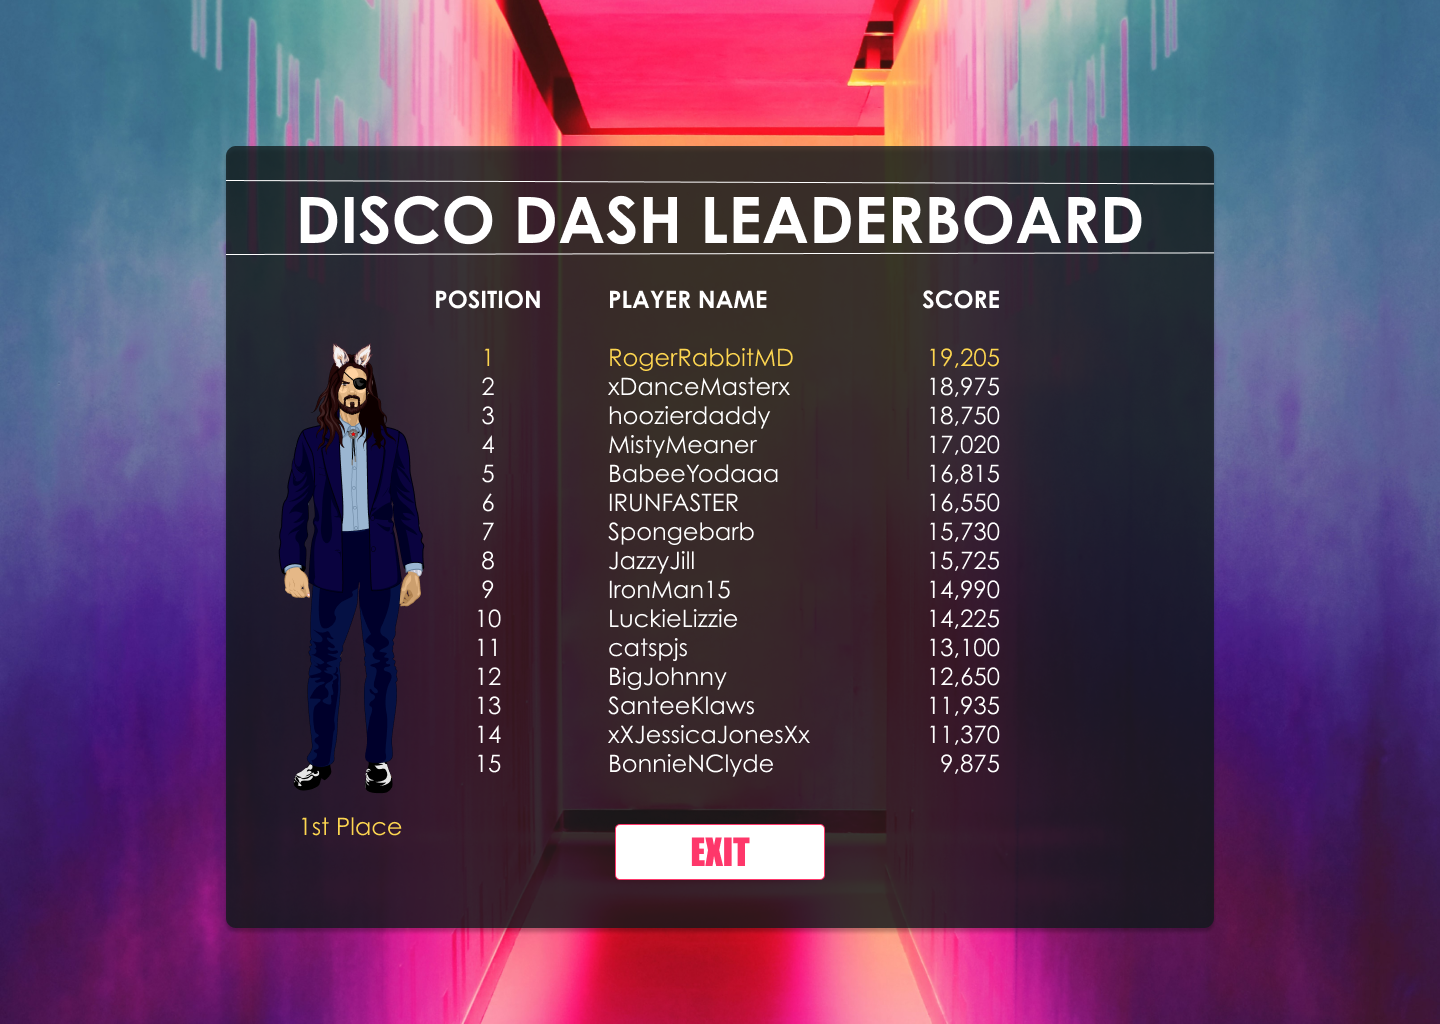 DISCO DASH LEADERBOARD
POSITION PLAYER NAME SCORE
1 RogerRabbitMD 19,205
2 xDanceMasterx 18,975
3 hoozierdaddy 18,750
4 MistyMeaner 17,020
5 BabeeYodaaa 16,815
6 IRUNFASTER 16,550
7 Spongebarb 15,730
8 JazzyJill 15,725
9 IronMan15 14,990
10 LuckieLizzie 14,225
11 catspjs 13,100
12 BigJohnny 12,650
13 SanteeKlaws 11,935
14 xXJessicaJonesXx 11,370
15 BonnieNClyde 9,875
1st Place
EXIT